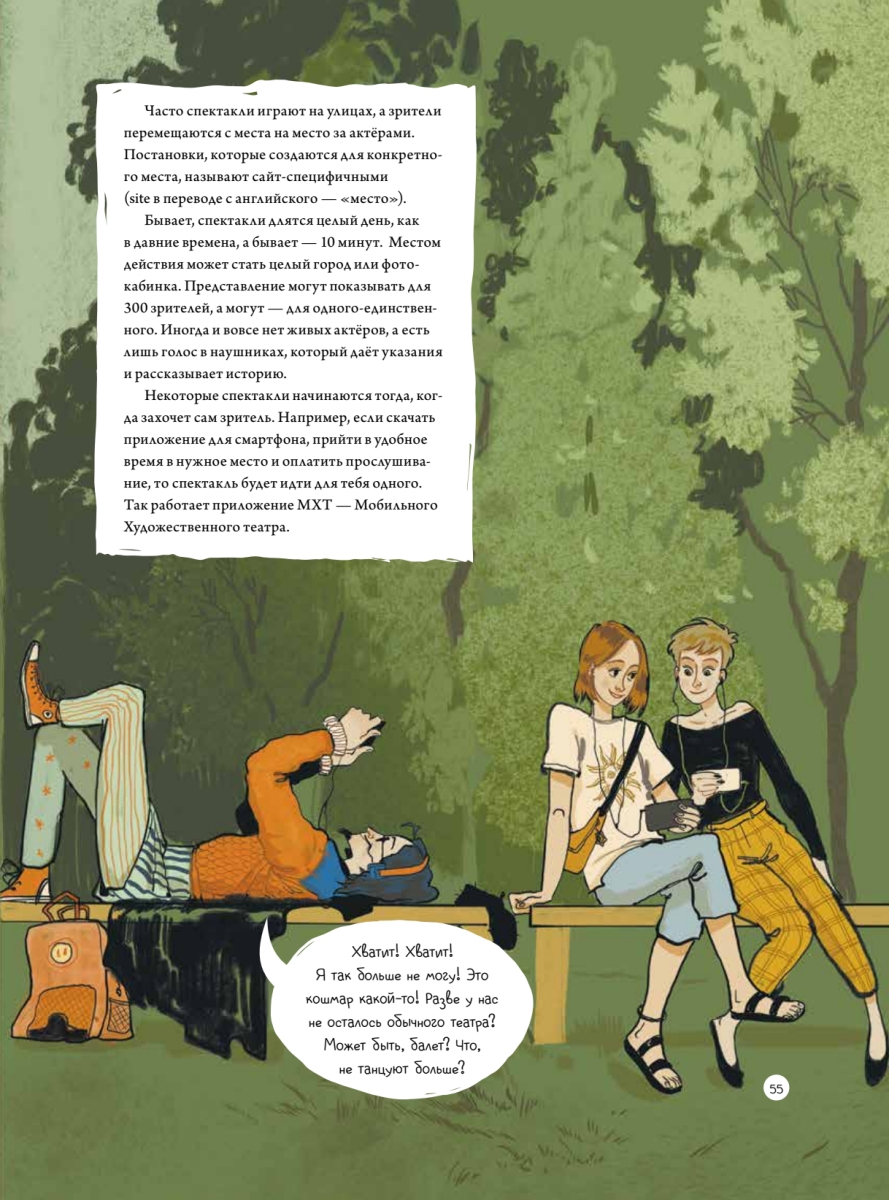 Часто спектакли играют на улицах, а зрители
перемещаются с места на место за актёрами.
Постановки, которые создаются для конкретно-
го места, называют сайт-специфичными
(site в переводе с английского — «место»).
Бывает, спектакли длятся целый день, как
в давние времена, а бывает — 10 минут. Местом
действия может стать целый город или фото-
кабинка. Представление могут показывать для
300 зрителей, а могут — для одного-единствен-
ного. Иногда и вовсе нет живых актёров, а есть
лишь голос в наушниках, который даёт указания
и рассказывает историю.
Некоторые спектакли начинаются тогда, ког-
да захочет сам зритель. Например, если скачать
приложение для смартфона, прийти в удобное
время в нужное место и оплатить прослушива-
ние, то спектакль будет идти для тебя одного.
Так работает приложение МХТ — Мобильного
Художественного театра.
Хватит! Хватит!
Я так больше не могу! Это
кошмар какой-то! Разве у нас
не осталось обычного театра?
Может быть, балет? Что,
не танцуют больше?
55